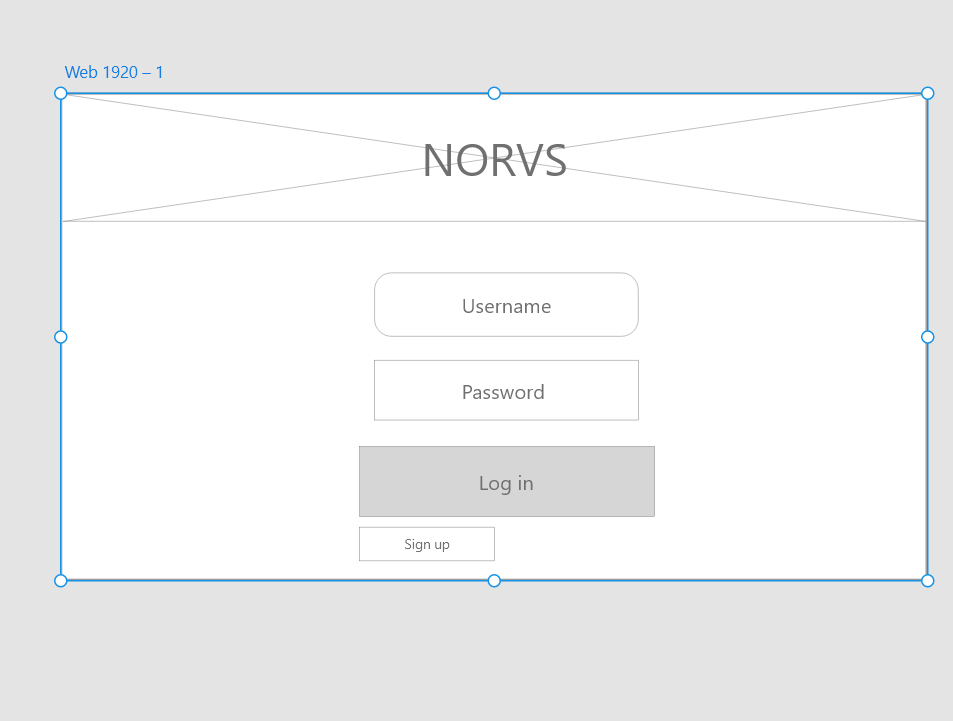 Web 1920 – 1
NORVS
Username
Password
Log in
Sign up